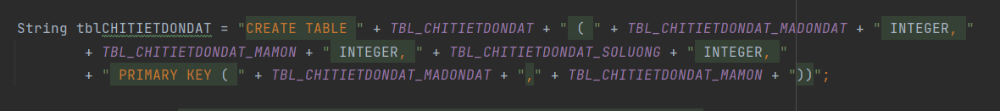 String tblCHITIETDONDAT = "CREATE TABLE " + TBL_CHITIETDONDAT + " ( " + TBL_CHITIETDONDAT_MADONDAT + " INTEGER, "
+ TBL_CHITIETDONDAT_MAMON + " INTEGER, " + TBL_CHITIETDONDAT_SOLUONG + " INTEGER, "
+ " PRIMARY KEY ( " + TBL_CHITIETDONDAT_MADONDAT + "," + TBL_CHITIETDONDAT_MAMON + "))";